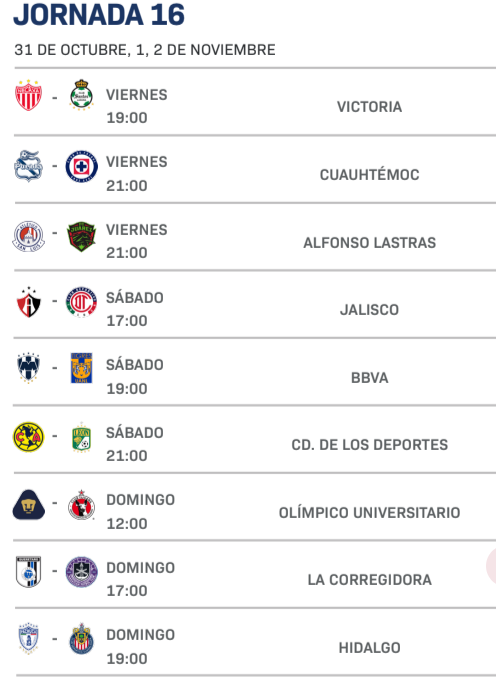 JORNADA 16
31 DE OCTUBRE, 1, 2 DE NOVIEMBRE
NECAXA
- VIERNES
19:00
VICTORIA
- VIERNES
21:00
CUAUHTÉMOC
- VIERNES
21:00
ALFONSO LASTRAS
- SÁBADO
17:00
JALISCO
- SÁBADO
19:00
BBVA
- SÁBADO
21:00
CD. DE LOS DEPORTES
- DOMINGO
12:00
OLÍMPICO UNIVERSITARIO
- DOMINGO
17:00
LA CORREGIDORA
- DOMINGO
19:00
HIDALGO